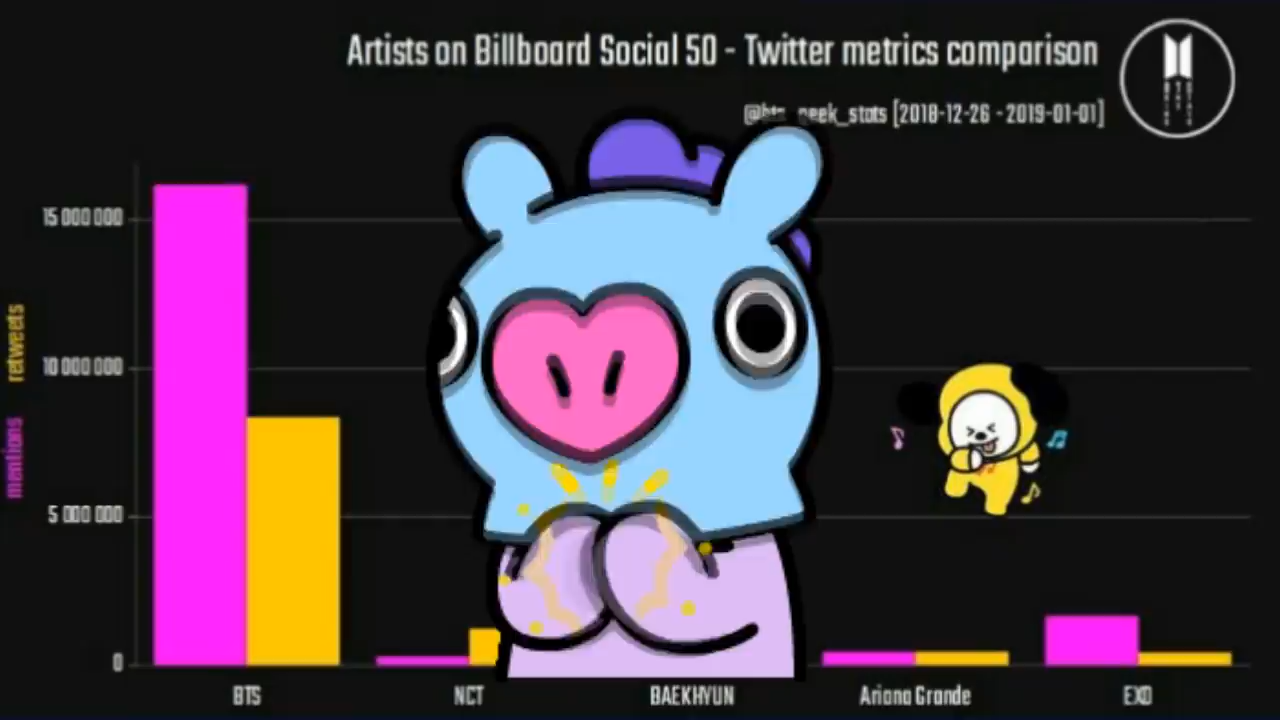 Artists on Billboard Social 50 - Twitter metrics comparison
[2018-12-26 - 2019-01-01]
15 000 000
10 000 000
5 000 000
0
retweets
mentions
BTS
NCT
BAEKHYUN
Ariana Grande
EXO